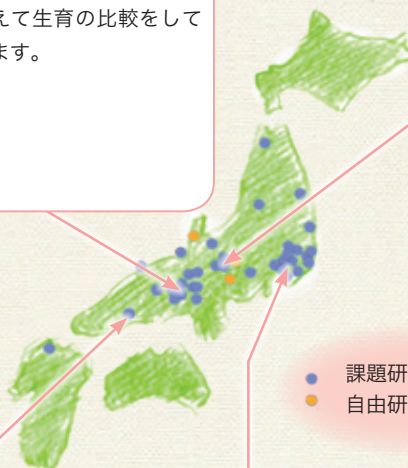 えて生育の比較をして
ます。
課題研
自由研